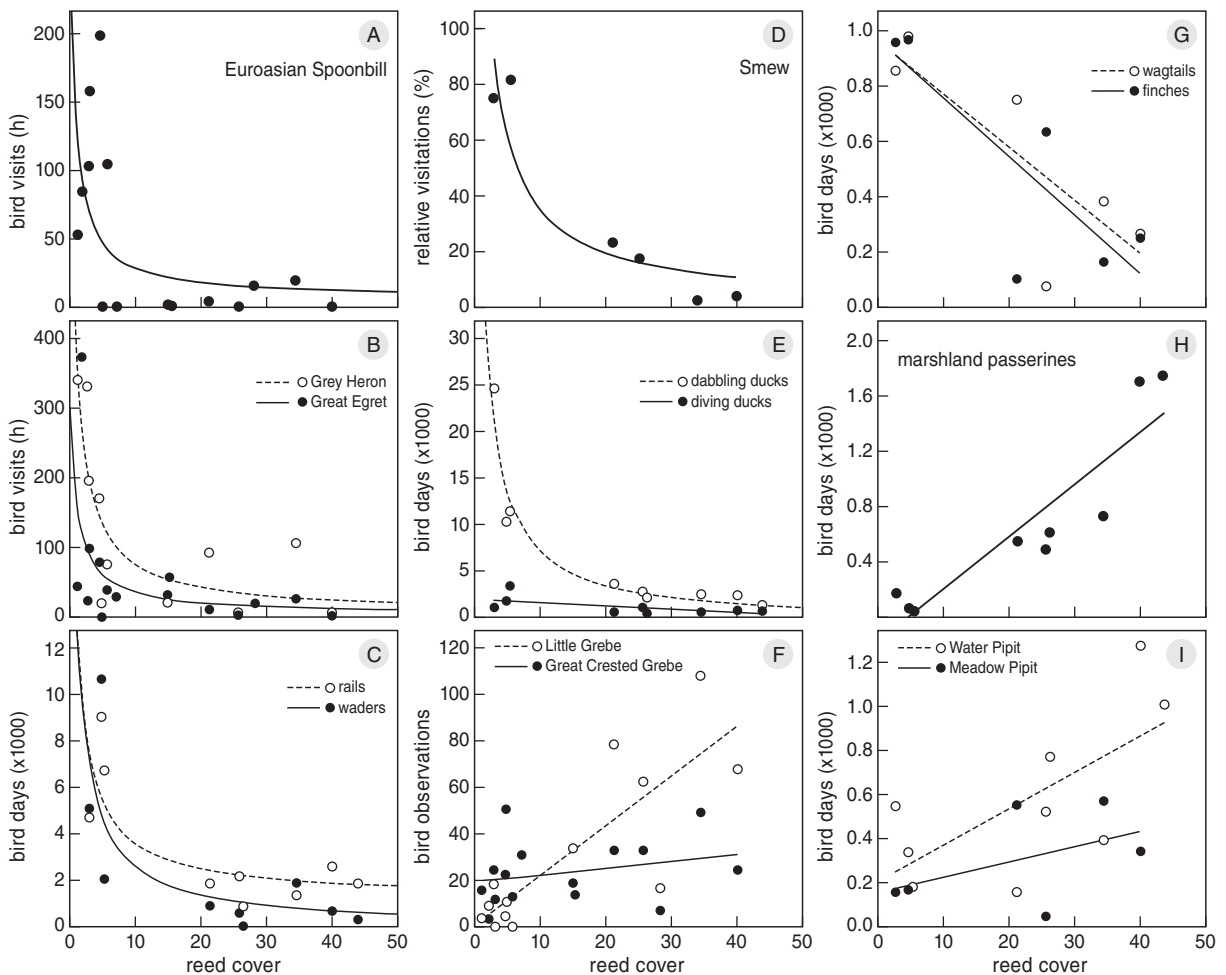 A
Euroasian Spoonbill
bird visits (h)
200
150
100
50
0
B
Grey Heron
Great Egret
bird visits (h)
400
300
200
100
0
C
rails
waders
bird days (x1000)
12
10
8
6
4
2
0
0 10 20 30 40 50
reed cover
D
Smew
relative visitations (%)
100
80
60
40
20
0
E
dabbling ducks
diving ducks
bird days (x1000)
30
25
20
15
10
5
0
F
Little Grebe
Great Crested Grebe
bird observations
120
100
80
60
40
20
0
0 10 20 30 40 50
reed cover
G
wagtails
finches
bird days (x1000)
1.0
0.8
0.6
0.4
0.2
0.0
H
marshland passerines
bird days (x1000)
2.0
1.6
1.2
0.8
0.4
I
Water Pipit
Meadow Pipit
bird days (x1000)
1.2
1.0
0.8
0.6
0.4
0.2
0.0
0 10 20 30 40 50
reed cover